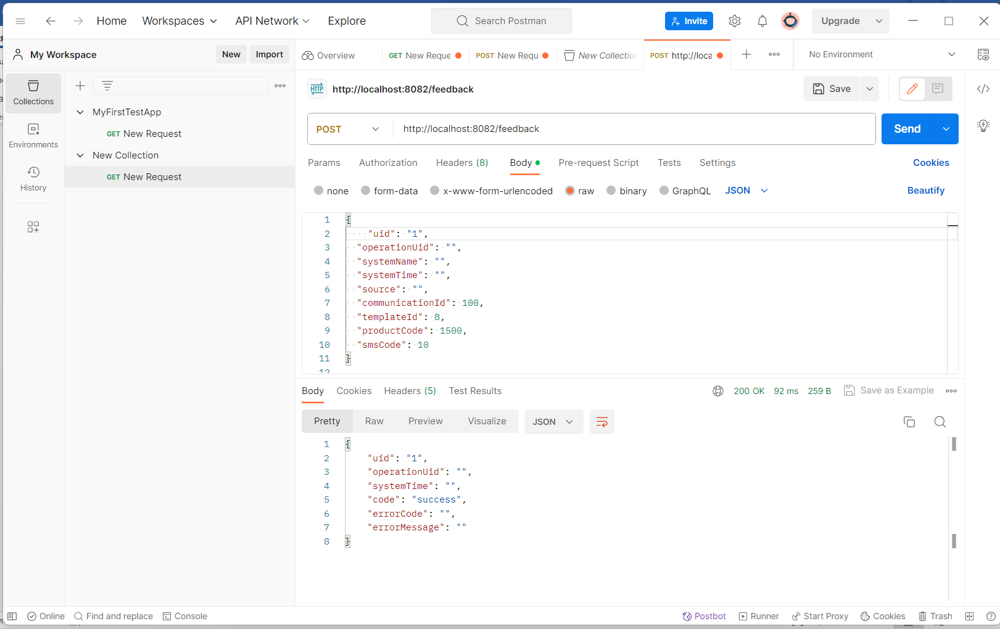 Home Workspaces API Network Explore Search Postman Invite Upgrade
My Workspace New Import Overview GET New Reque POST New Requ New Collection POST http://loca No Environment
Collections
Environments
History
MyFirstTestApp
GET New Request
New Collection
GET New Request
HTTP http://localhost:8082/feedback Save
POST http://localhost:8082/feedback Send
Params Authorization Headers (8) Body Pre-request Script Tests Settings Cookies
none form-data x-www-form-urlencoded raw binary GraphQL JSON Beautify
1 {
2 "uid": "1",
3 "operationUid": "",
4 "systemName": "",
5 "systemTime": "",
6 "source": "",
7 "communicationId": 100,
8 "templateId": 8,
9 "productCode": 1500,
10 "smsCode": 10
11 }
12
Body Cookies Headers (5) Test Results 200 OK 92 ms 259 B Save as Example
Pretty Raw Preview Visualize JSON
1 {
2 "uid": "1",
3 "operationUid": "",
4 "systemTime": "",
5 "code": "success",
6 "errorCode": "",
7 "errorMessage": ""
8 }
Online Find and replace Console Postbot Runner Start Proxy Cookies Trash